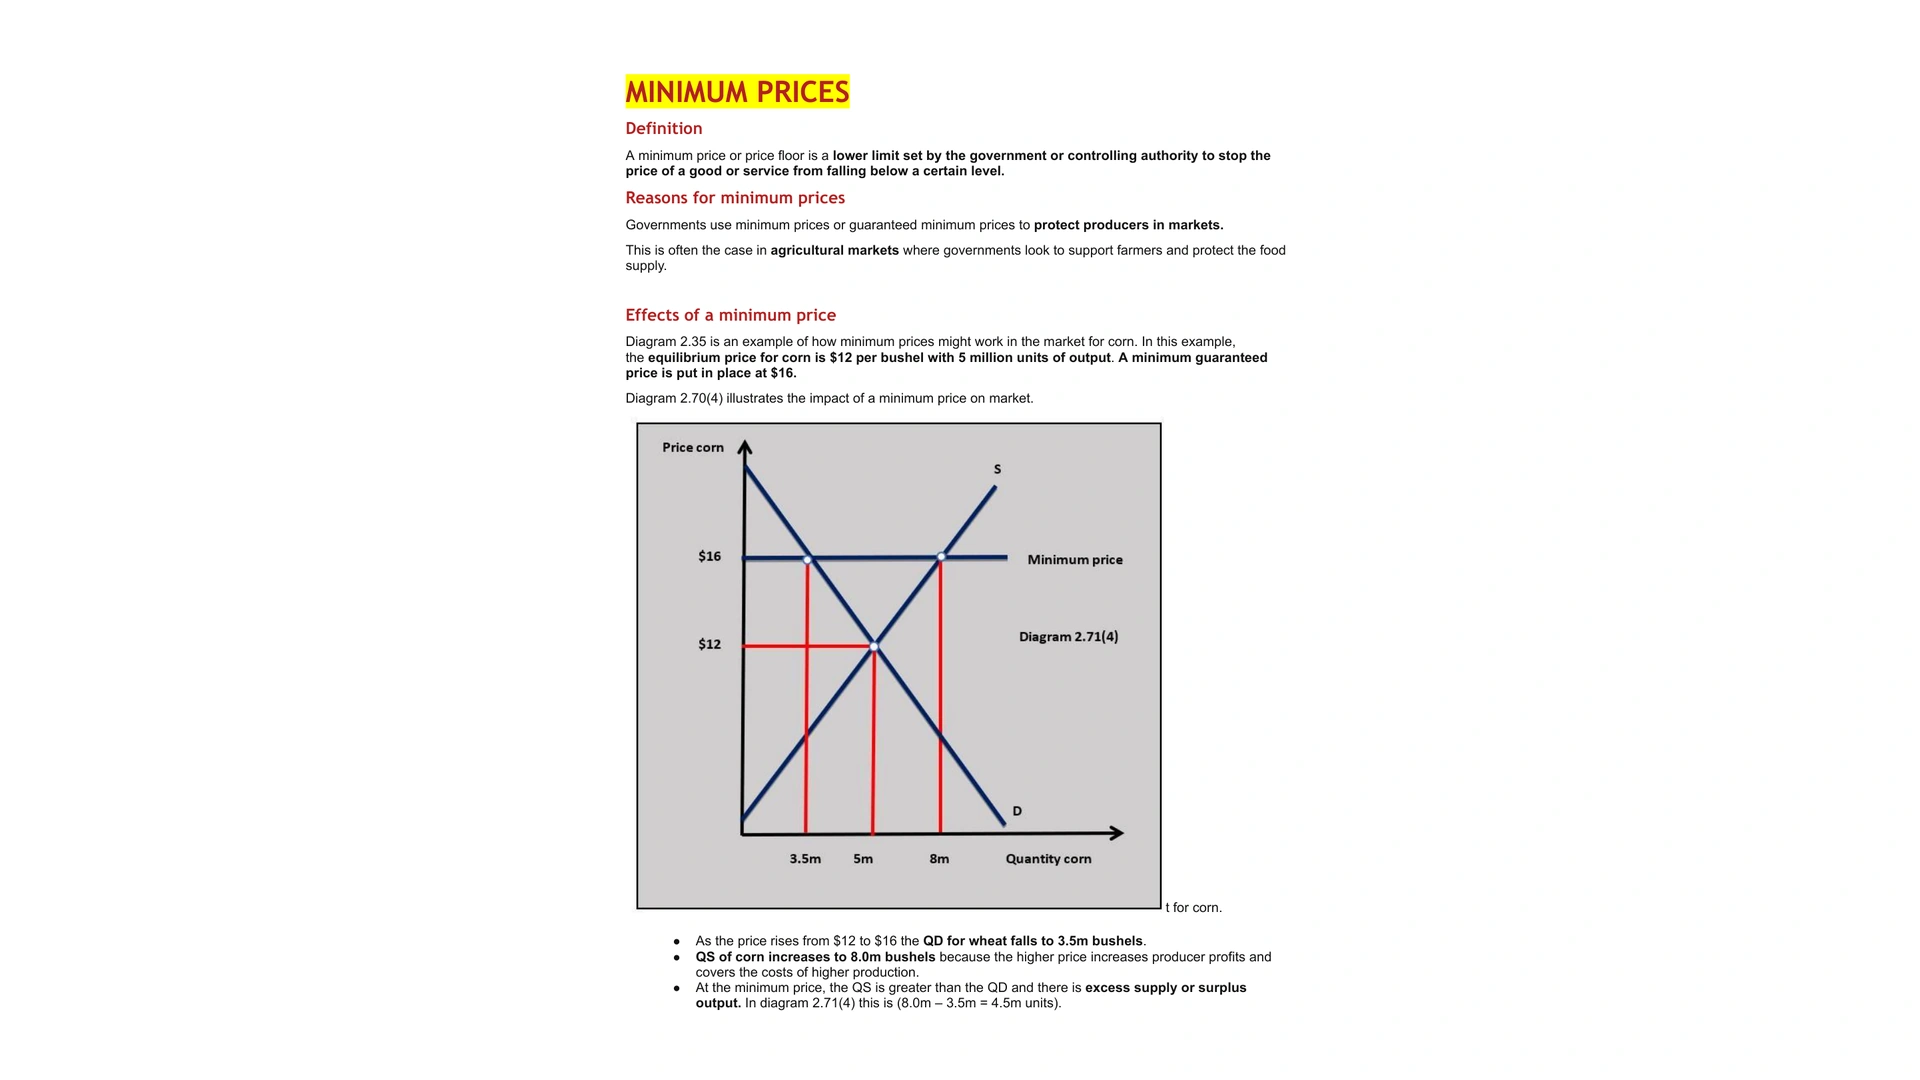 MINIMUM PRICES
Definition
A minimum price or price floor is a lower limit set by the government or controlling authority to stop the
price of a good or service from falling below a certain level.
Reasons for minimum prices
Governments use minimum prices or guaranteed minimum prices to protect producers in markets.
This is often the case in agricultural markets where governments look to support farmers and protect the food
supply.
Effects of a minimum price
Diagram 2.35 is an example of how minimum prices might work in the market for corn. In this example,
the equilibrium price for corn is $12 per bushel with 5 million units of output. A minimum guaranteed
price is put in place at $16.
Diagram 2.70(4) illustrates the impact of a minimum price on market.
Price corn
S
$16
Minimum price
Diagram 2.71(4)
$12
D
3.5m 5m 8m Quantity corn
t for corn.
● As the price rises from $12 to $16 the QD for wheat falls to 3.5m bushels.
● QS of corn increases to 8.0m bushels because the higher price increases producer profits and
covers the costs of higher production.
● At the minimum price, the QS is greater than the QD and there is excess supply or surplus
output. In diagram 2.71(4) this is (8.0m – 3.5m = 4.5m units).